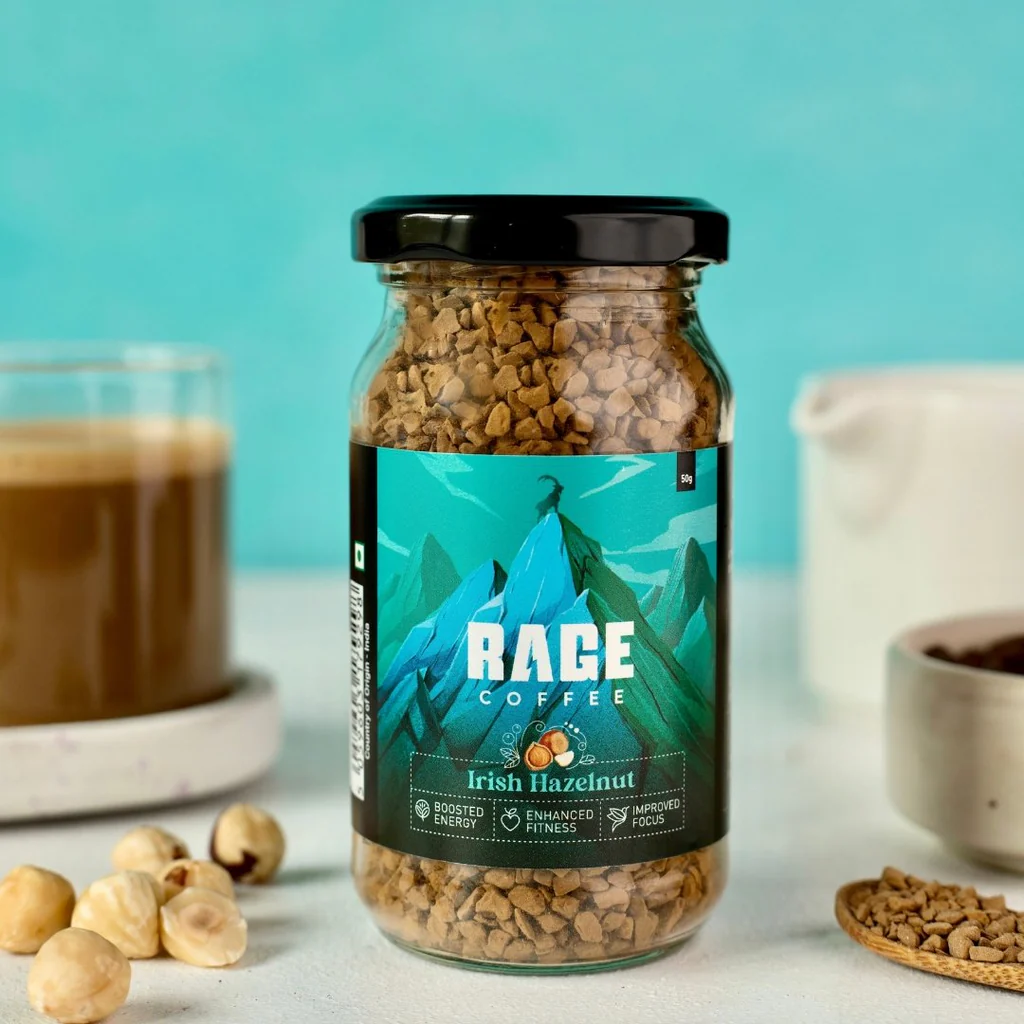 50g
RAGE
COFFEE
Irish Hazelnut
BOOSTED
ENERGY
ENHANCED
FITNESS
IMPROVED
FOCUS
Country of Origin - India